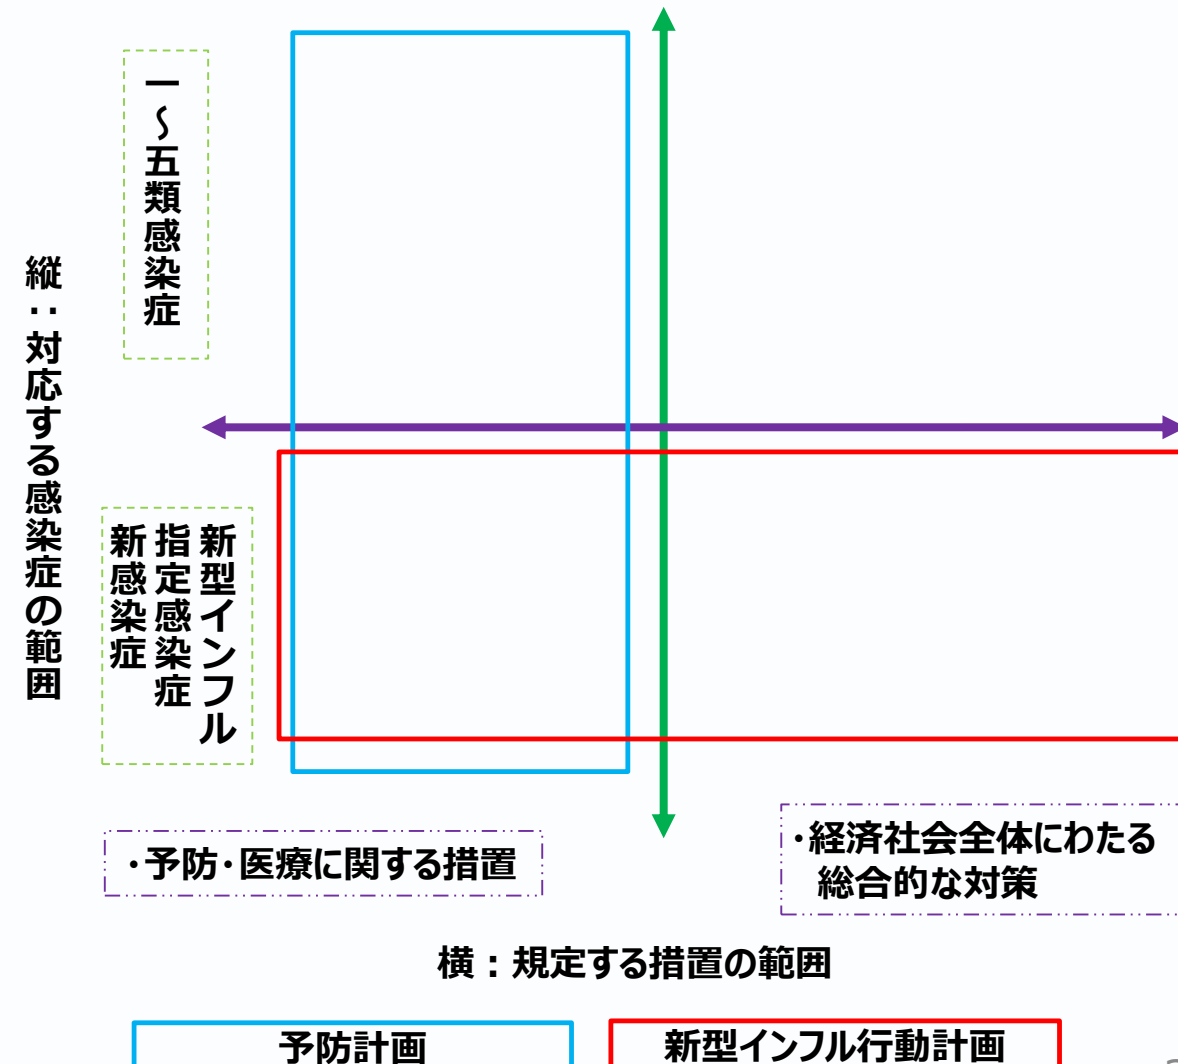 一～五類感染症
縦：対応する感染症の範囲
新型インフル
指定感染症
新感染症
・予防・医療に関する措置
・経済社会全体にわたる
総合的な対策
横：規定する措置の範囲
予防計画
新型インフル行動計画